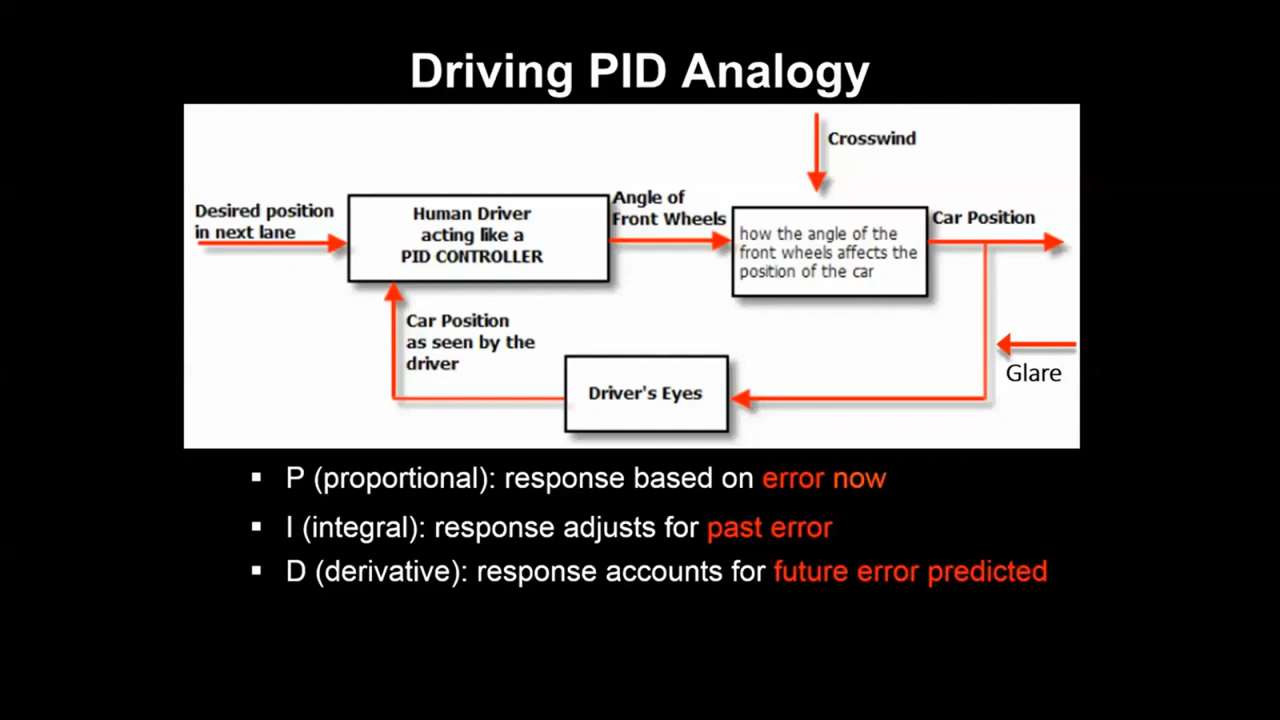 Driving PID Analogy
Crosswind
Desired position
in next lane
Human Driver
acting like a
PID CONTROLLER
Angle of
Front Wheels
how the angle of the
front wheels affects the
position of the car
Car Position
Car Position
as seen by the
driver
Driver's Eyes
Glare
▪ P (proportional): response based on error now
▪ I (integral): response adjusts for past error
▪ D (derivative): response accounts for future error predicted